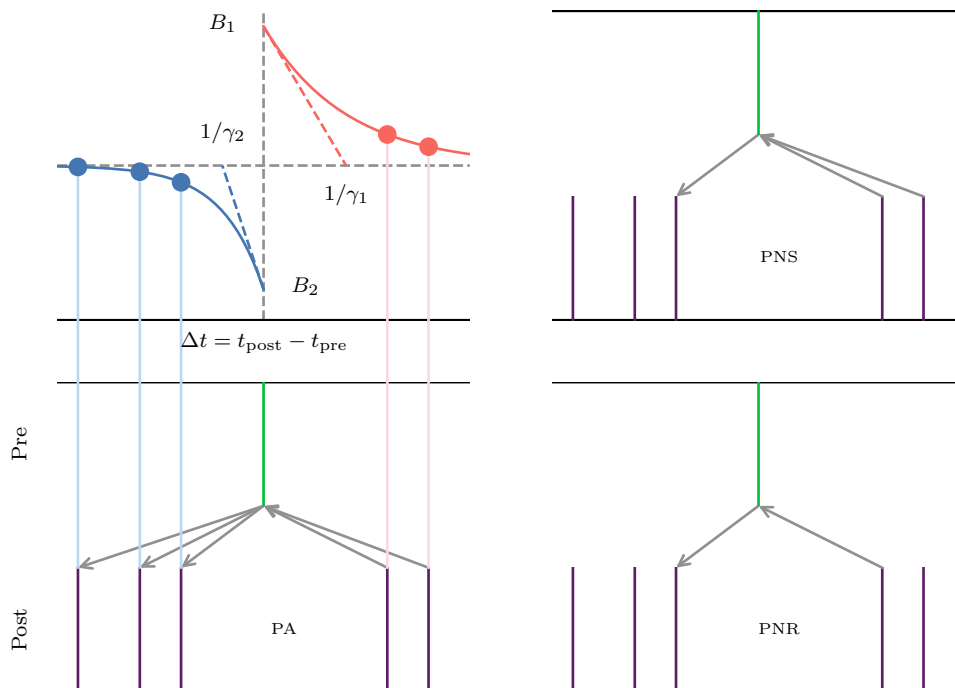 B₁
1/γ₂
1/γ₁
B₂
Δt = t_post − t_pre
PNS
Pre
Post
PA
PNR